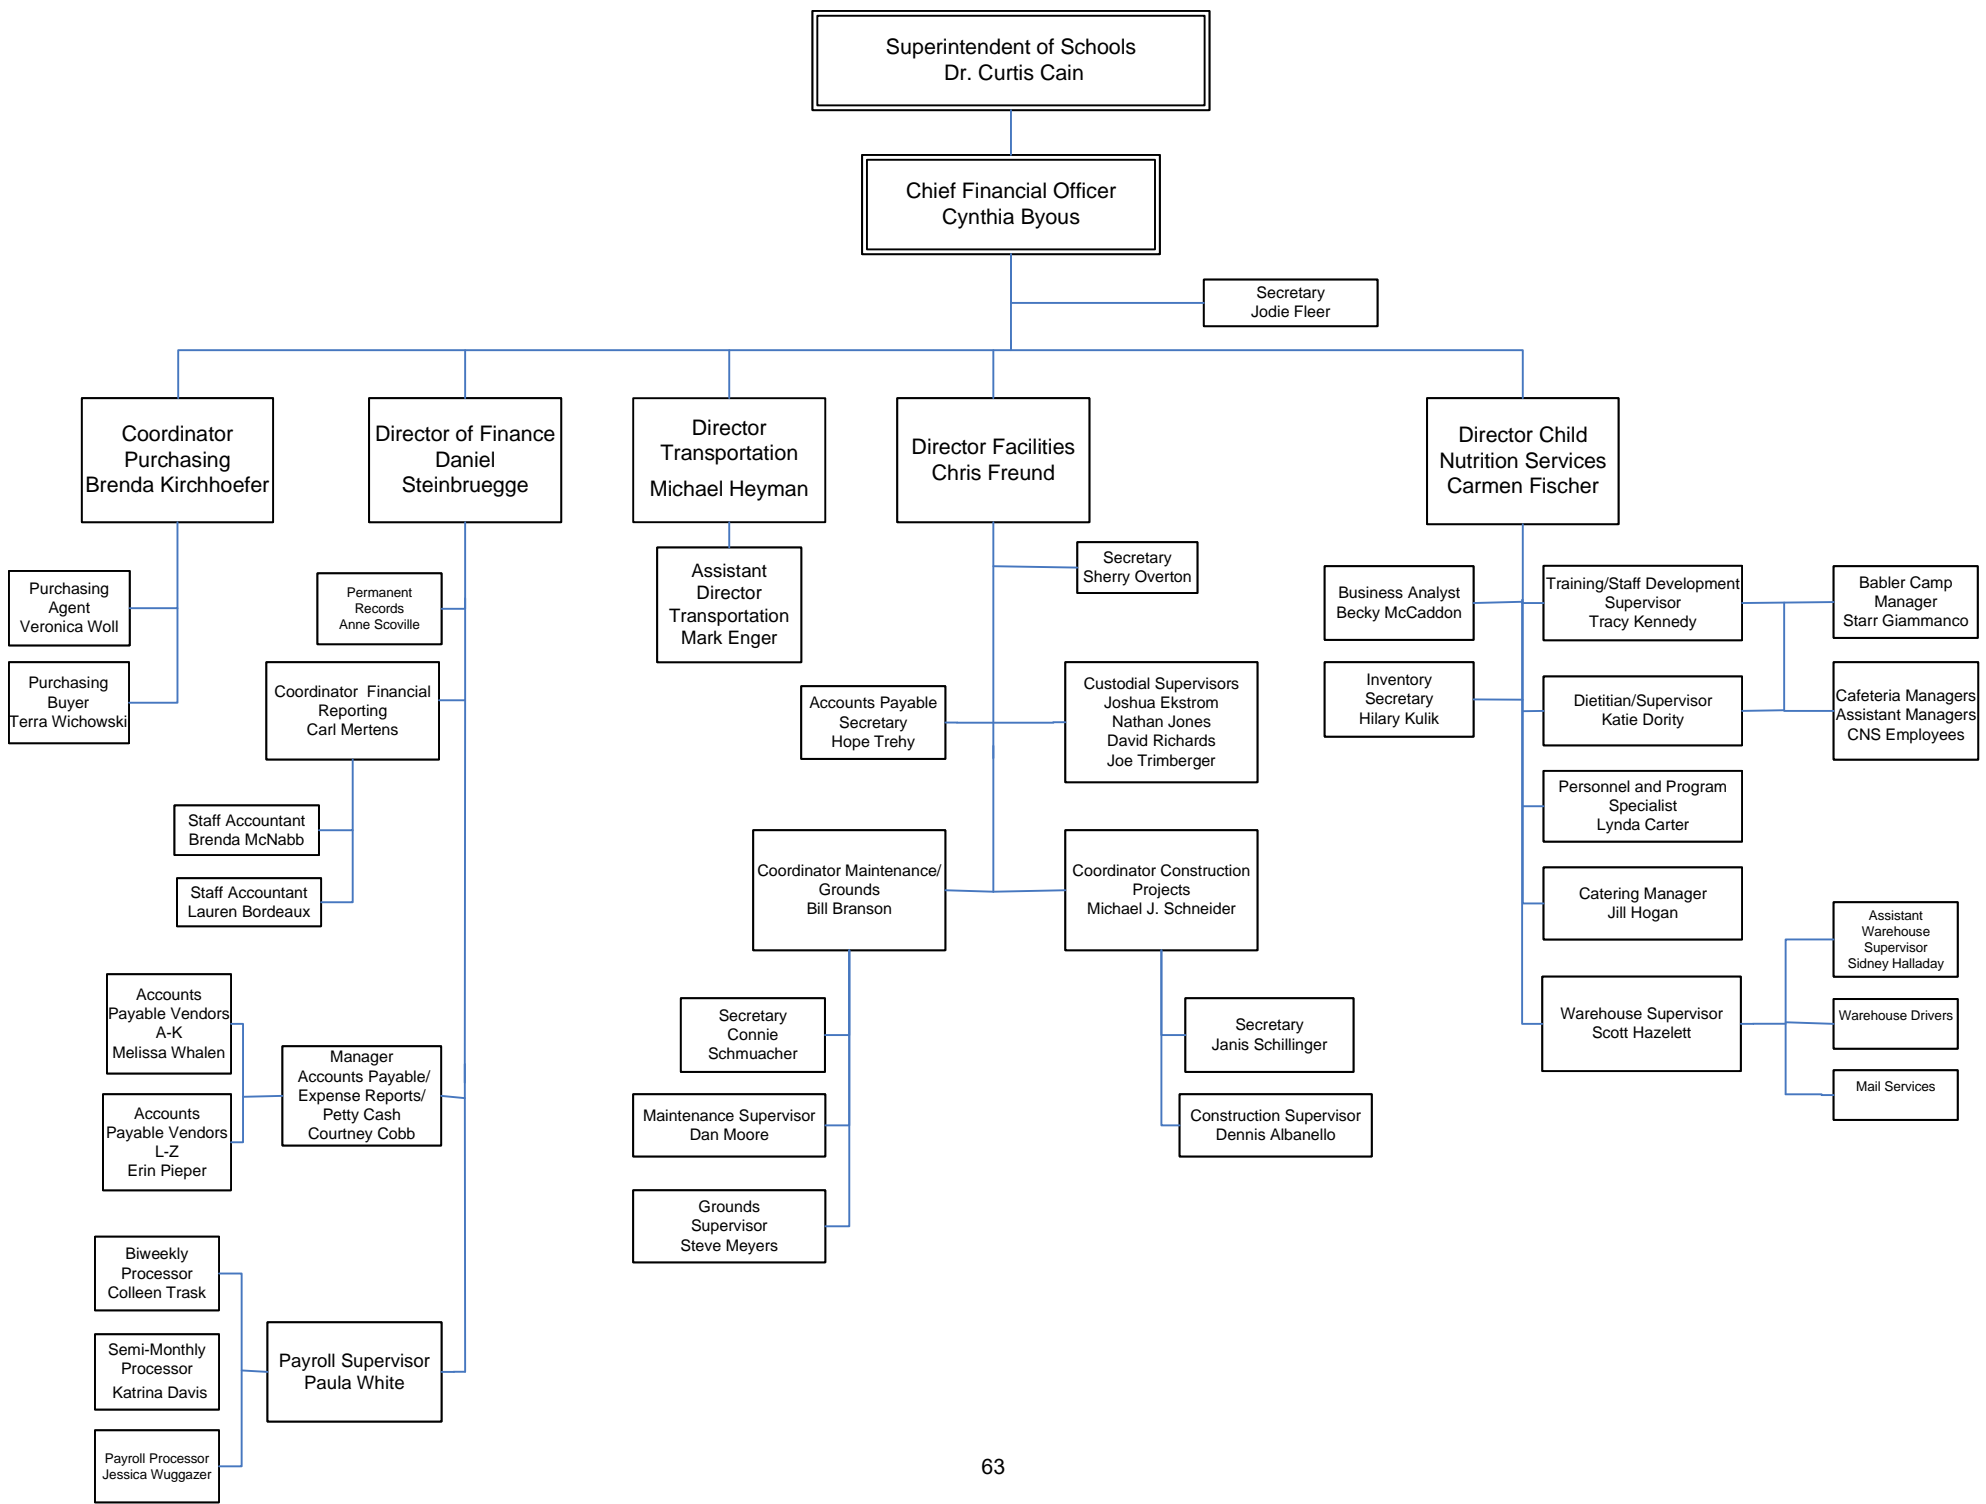 Superintendent of Schools
Dr. Curtis Cain
Chief Financial Officer
Cynthia Byous
Secretary
Jodie Fleer
Coordinator
Purchasing
Brenda Kirchhoefer
Director of Finance
Daniel
Steinbruegge
Director
Transportation
Michael Heyman
Director Facilities
Chris Freund
Director Child
Nutrition Services
Carmen Fischer
Purchasing
Agent
Veronica Woll
Purchasing
Buyer
Terra Wichowski
Permanent
Records
Anne Scoville
Coordinator  Financial
Reporting
Carl Mertens
Staff Accountant
Brenda McNabb
Staff Accountant
Lauren Bordeaux
Accounts
Payable Vendors
A-K
Melissa Whalen
Accounts
Payable Vendors
L-Z
Erin Pieper
Manager
Accounts Payable/
Expense Reports/
Petty Cash
Courtney Cobb
Biweekly
Processor
Colleen Trask
Semi-Monthly
Processor
Katrina Davis
Payroll Processor
Jessica Wuggazer
Payroll Supervisor
Paula White
Assistant
Director
Transportation
Mark Enger
Secretary
Sherry Overton
Accounts Payable
Secretary
Hope Trehy
Custodial Supervisors
Joshua Ekstrom
Nathan Jones
David Richards
Joe Trimberger
Coordinator Maintenance/
Grounds
Bill Branson
Coordinator Construction
Projects
Michael J. Schneider
Secretary
Connie
Schmuacher
Maintenance Supervisor
Dan Moore
Grounds
Supervisor
Steve Meyers
Secretary
Janis Schillinger
Construction Supervisor
Dennis Albanello
Business Analyst
Becky McCaddon
Inventory
Secretary
Hilary Kulik
Training/Staff Development
Supervisor
Tracy Kennedy
Dietitian/Supervisor
Katie Dority
Personnel and Program
Specialist
Lynda Carter
Catering Manager
Jill Hogan
Warehouse Supervisor
Scott Hazelett
Babler Camp
Manager
Starr Giammanco
Cafeteria Managers
Assistant Managers
CNS Employees
Assistant
Warehouse
Supervisor
Sidney Halladay
Warehouse Drivers
Mail Services
63